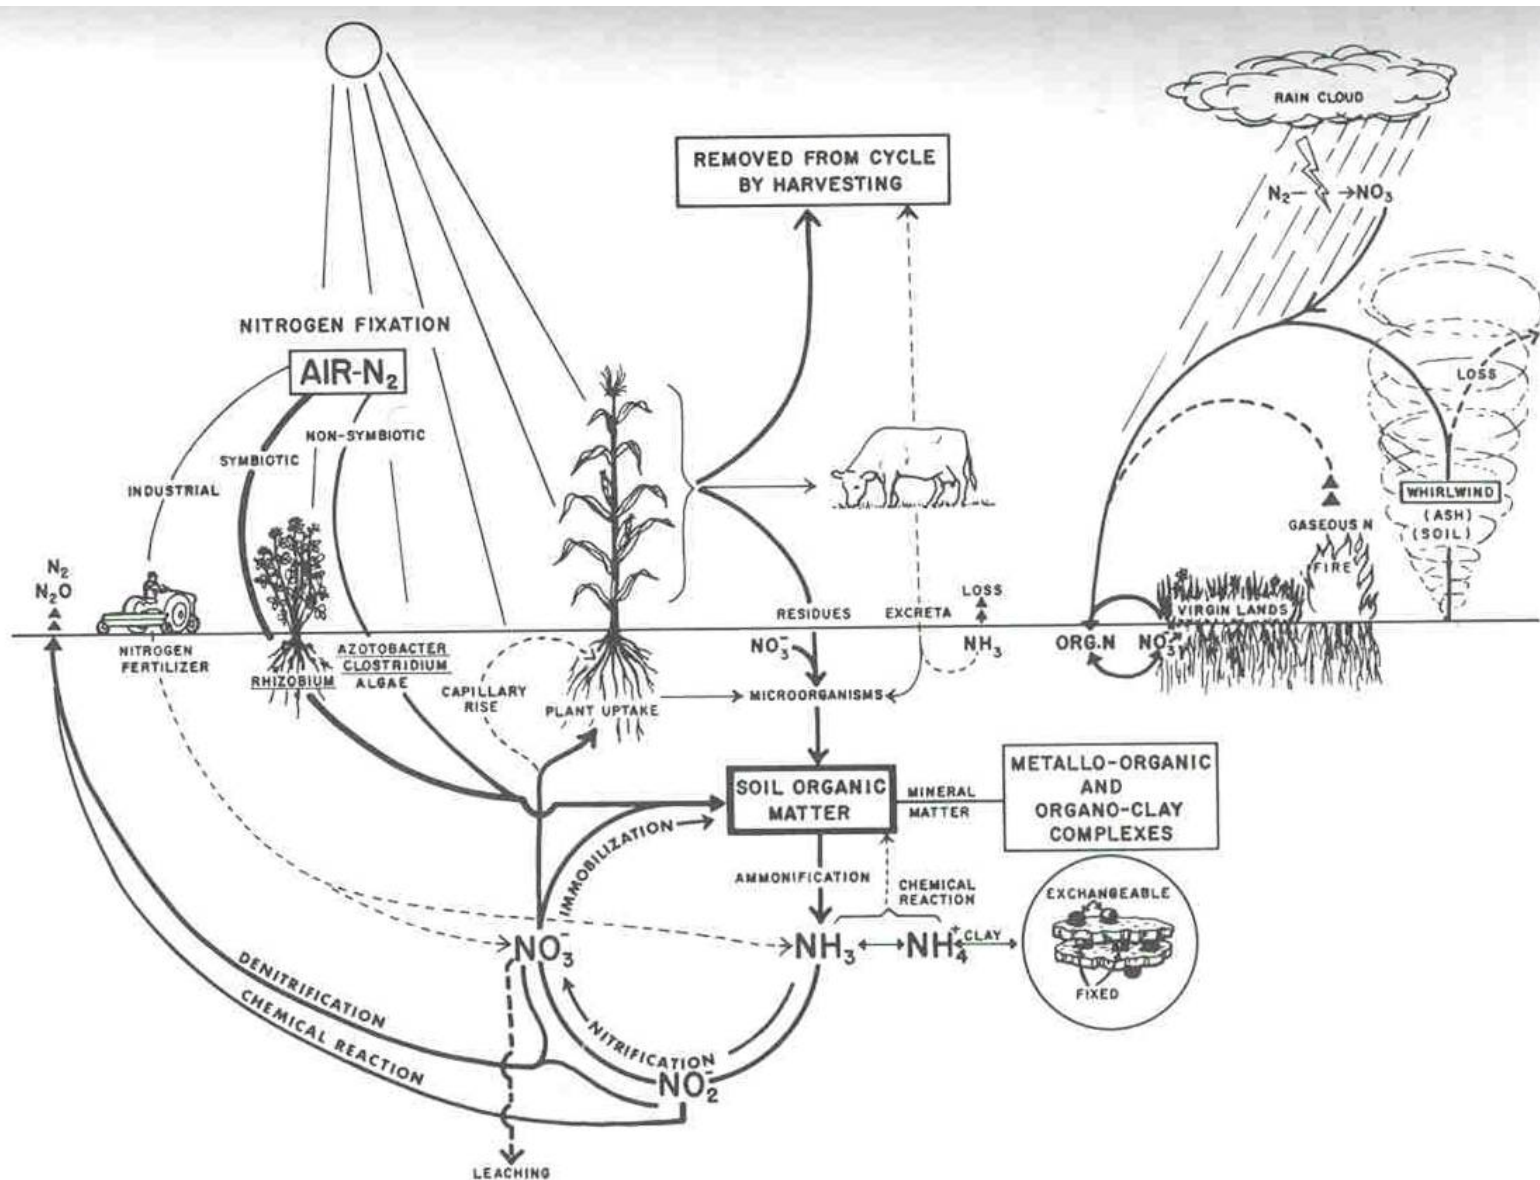 RAIN CLOUD
N₂ → NO₃
REMOVED FROM CYCLE
BY HARVESTING
NITROGEN FIXATION
AIR-N₂
NON-SYMBIOTIC
SYMBIOTIC
INDUSTRIAL
LOSS
WHIRLWIND
(ASH)
(SOIL)
GASEOUS N
FIRE
VIRGIN LANDS
N₂
N₂O
NITROGEN
FERTILIZER
RHIZOBIUM
AZOTOBACTER
CLOSTRIDIUM
ALGAE
CAPILLARY
RISE
PLANT UPTAKE
RESIDUES
NO₃⁻
EXCRETA
LOSS
NH₃
MICROORGANISMS
ORG.N
NO₃⁻
SOIL ORGANIC
MATTER
MINERAL
MATTER
METALLO-ORGANIC
AND
ORGANO-CLAY
COMPLEXES
IMMOBILIZATION
AMMONIFICATION
CHEMICAL
REACTION
NO₃⁻
NH₃
NH₄⁺
CLAY
EXCHANGEABLE
FIXED
DENITRIFICATION
CHEMICAL REACTION
NITRIFICATION
NO₂⁻
LEACHING